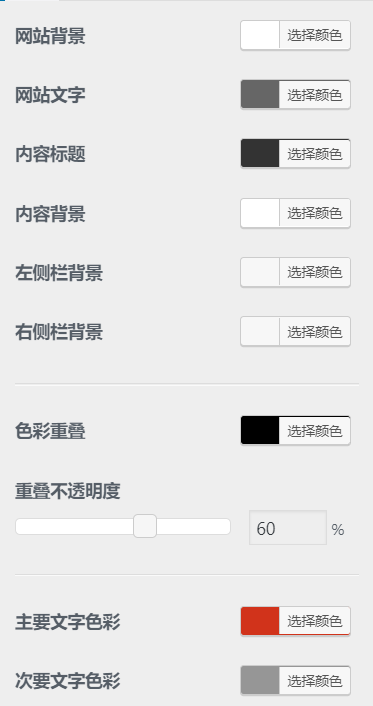 网站背景 选择颜色
网站文字 选择颜色
内容标题 选择颜色
内容背景 选择颜色
左侧栏背景 选择颜色
右侧栏背景 选择颜色
色彩重叠 选择颜色
重叠不透明度
60 %
主要文字色彩 选择颜色
次要文字色彩 选择颜色